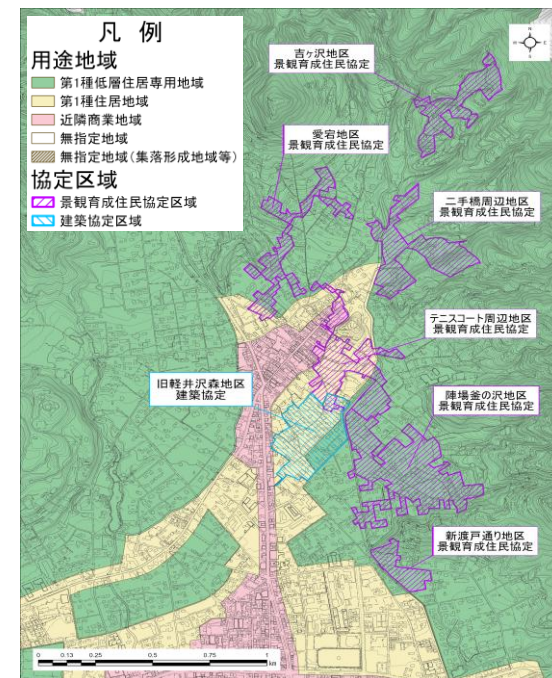 凡 例
用途地域
第1種低層住居専用地域
第1種住居地域
近隣商業地域
無指定地域
無指定地域(集落形成地域等)
協定区域
景観育成住民協定区域
建築協定区域
N
W
E
S
吉ヶ沢地区
景観育成住民協定
愛宕地区
景観育成住民協定
二手橋周辺地区
景観育成住民協定
テニスコート周辺地区
景観育成住民協定
旧軽井沢森地区
建築協定
陣場釜の沢地区
景観育成住民協定
新渡戸通り地区
景観育成住民協定
0 0.13 0.25 0.5 0.75 1
km